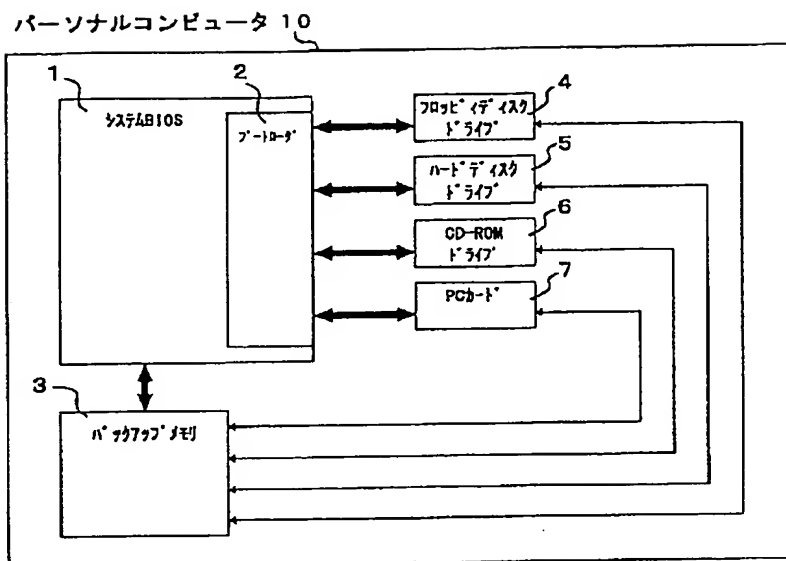 パーソナルコンピュータ 10
1
2
システムBIOS
ブートローダ
フロッピィディスク
ドライブ
4
ハードディスク
ドライブ
5
CD-ROM
ドライブ
6
PCカード
7
3
バックアップメモリ